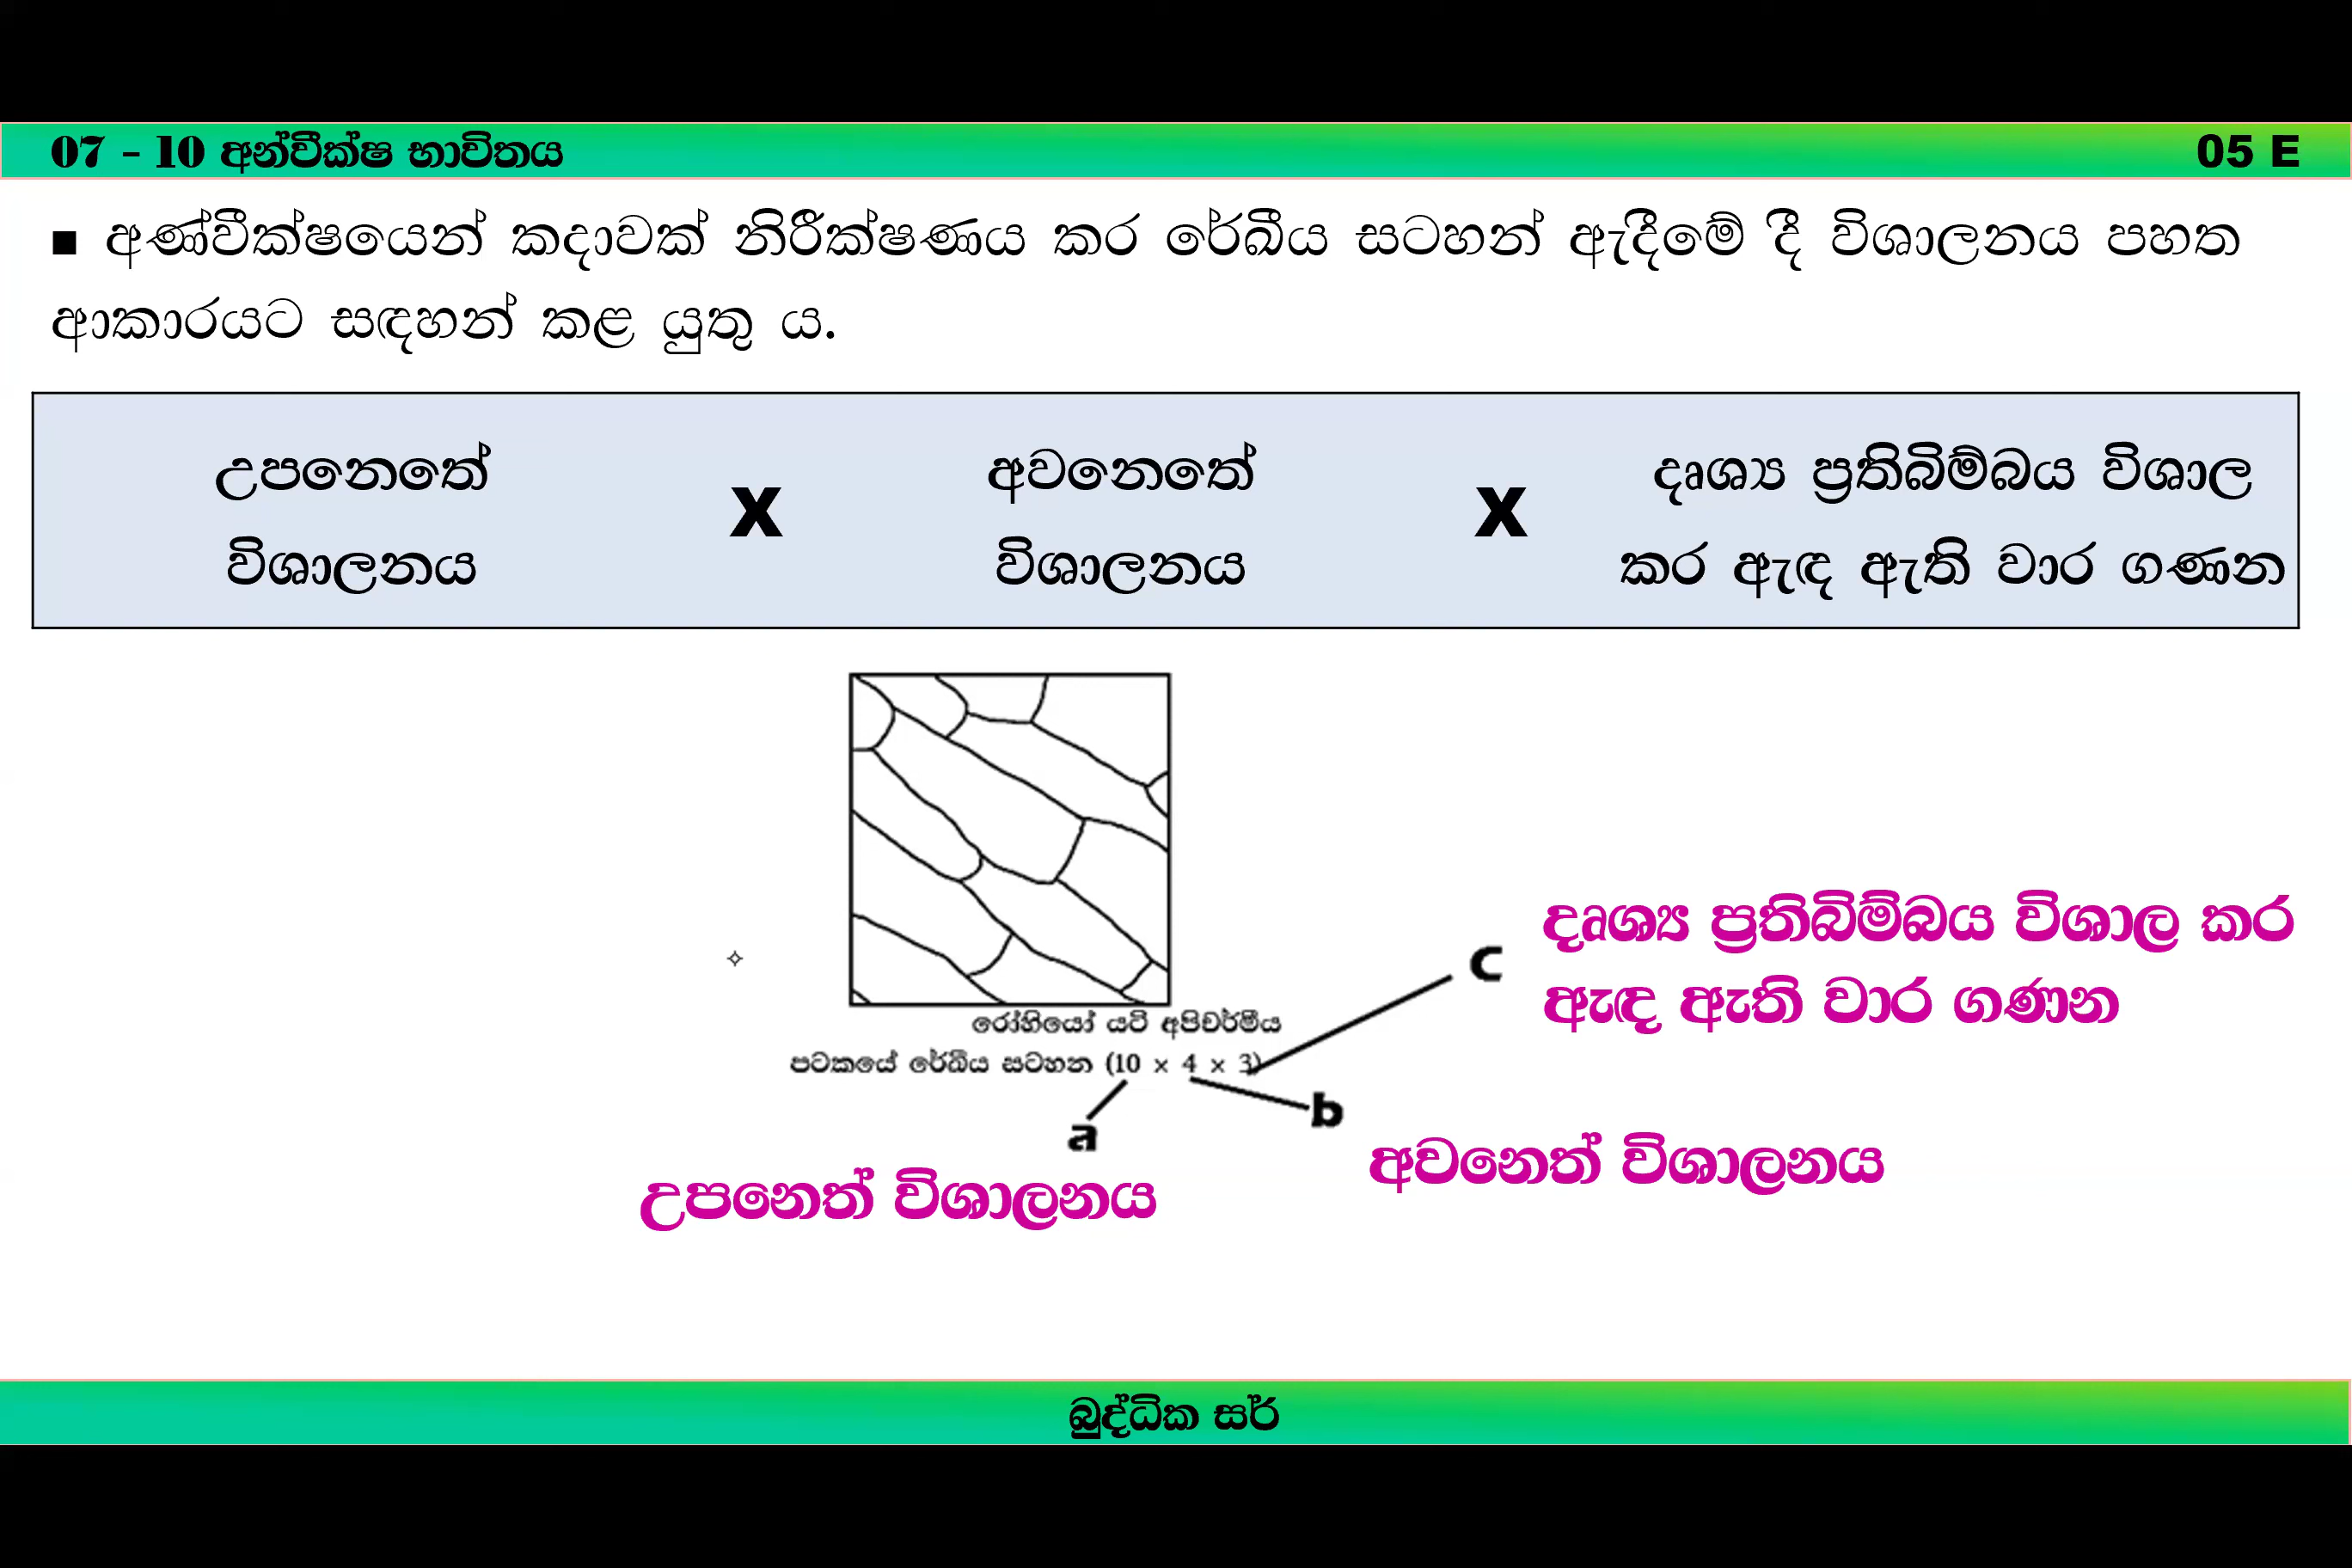 07 - 10 අන්වීක්ෂ භාවිතය
05 E
▪ අණ්වීක්ෂයෙන් කදාවක් නිරීක්ෂණය කර රේඛීය සටහන් ඇදීමේ දී විශාලනය පහත
ආකාරයට සඳහන් කළ යුතු ය.
උපනෙතේ
විශාලනය
x
අවනෙතේ
විශාලනය
x
දෘශ්‍ය ප්‍රතිබිම්බය විශාල
කර ඇඳ ඇති වාර ගණන
රෝහියෝ යටි අපිචර්මීය
පටකයේ රේඛීය සටහන (10 × 4 × 3)
c
දෘශ්‍ය ප්‍රතිබිම්බය විශාල කර
ඇඳ ඇති වාර ගණන
b
අවනෙත් විශාලනය
a
උපනෙත් විශාලනය
බුද්ධික සර්